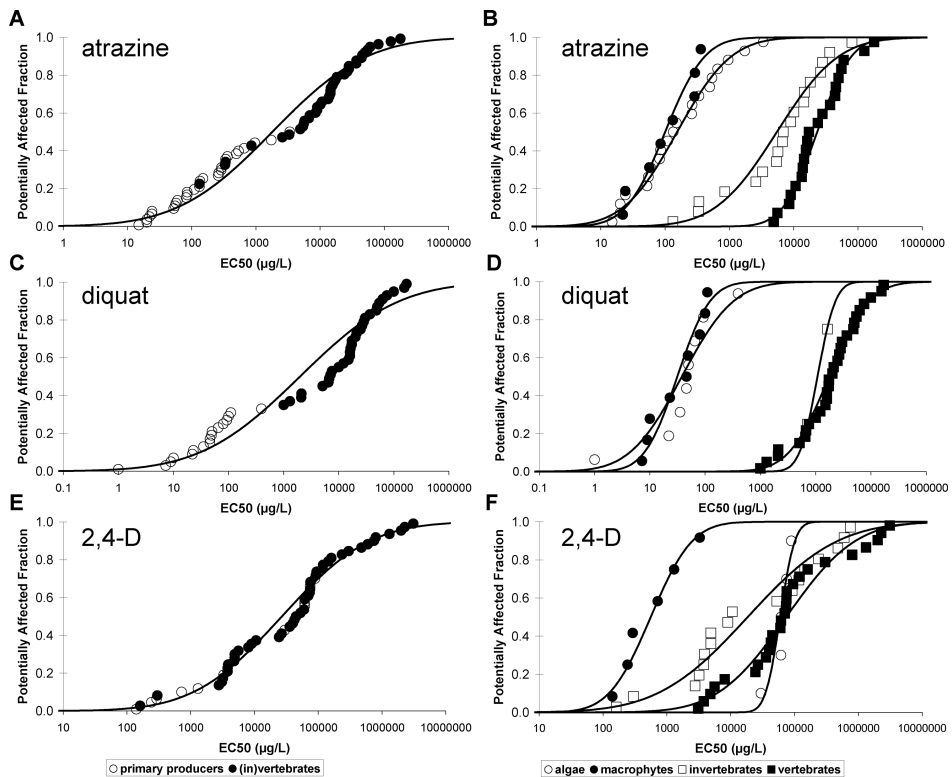 A
atrazine
Potentially Affected Fraction
1.0
0.8
0.6
0.4
0.2
0.0
1 10 100 1000 10000 100000 1000000
EC50 (µg/L)
B
atrazine
Potentially Affected Fraction
1.0
0.8
0.6
0.4
0.2
0.0
1 10 100 1000 10000 100000 1000000
EC50 (µg/L)
C
diquat
Potentially Affected Fraction
1.0
0.8
0.6
0.4
0.2
0.0
0.1 1 10 100 1000 10000 100000 1000000
EC50 (µg/L)
D
diquat
Potentially Affected Fraction
1.0
0.8
0.6
0.4
0.2
0.0
0.1 1 10 100 1000 10000 100000 1000000
EC50 (µg/L)
E
2,4-D
Potentially Affected Fraction
1.0
0.8
0.6
0.4
0.2
0.0
10 100 1000 10000 100000 1000000 10000000
EC50 (µg/L)
primary producers (in)vertebrates
F
2,4-D
Potentially Affected Fraction
1.0
0.8
0.6
0.4
0.2
0.0
10 100 1000 10000 100000 1000000 10000000
EC50 (µg/L)
algae macrophytes invertebrates vertebrates